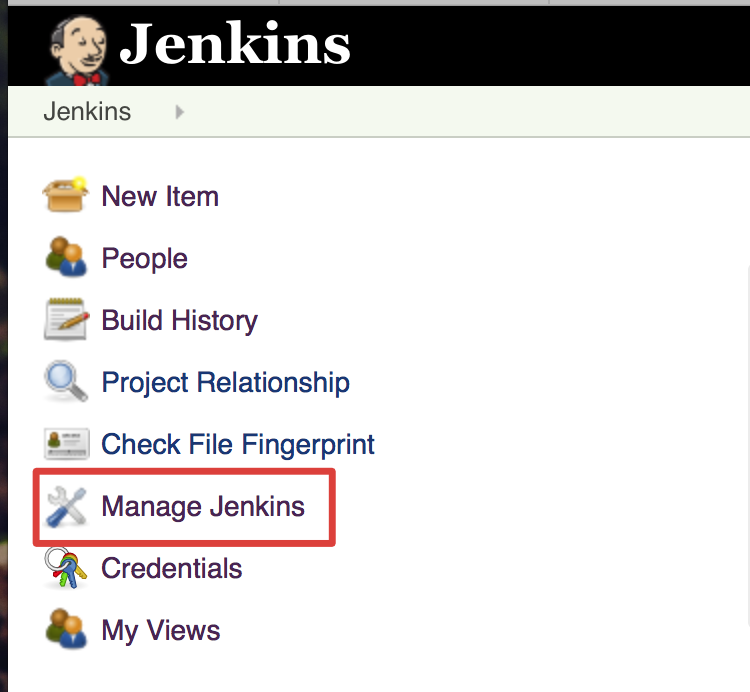 Jenkins
Jenkins
New Item
People
Build History
Project Relationship
Check File Fingerprint
Manage Jenkins
Credentials
My Views